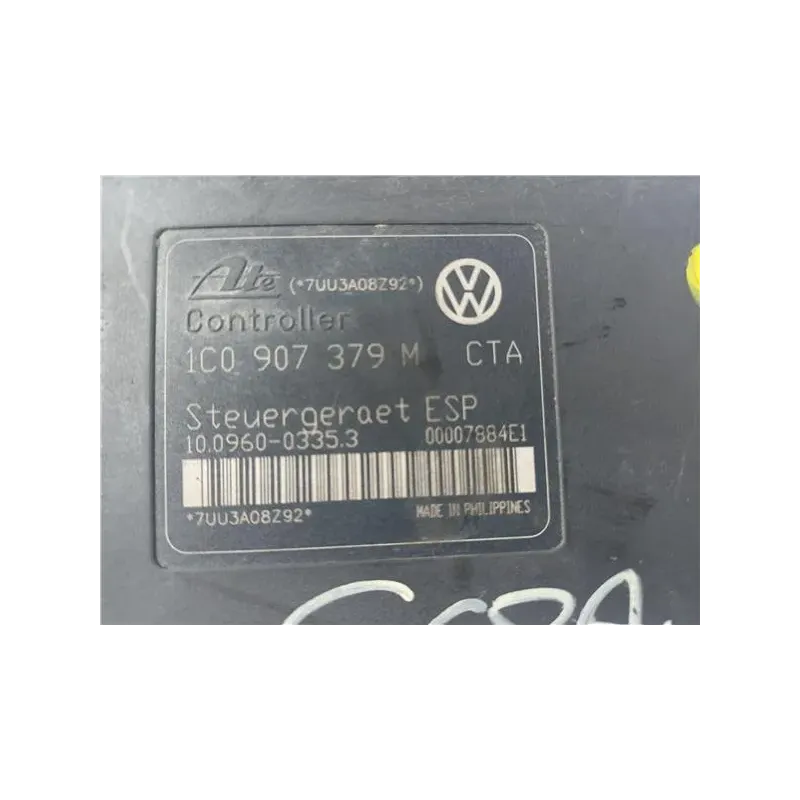 Ate (*7UU3A08Z92*)
Controller
1C0 907 379 M CTA
Steuergeraet ESP
10.0960-0335.3 00007884E1
*7UU3A08Z92* MADE IN PHILIPPINES